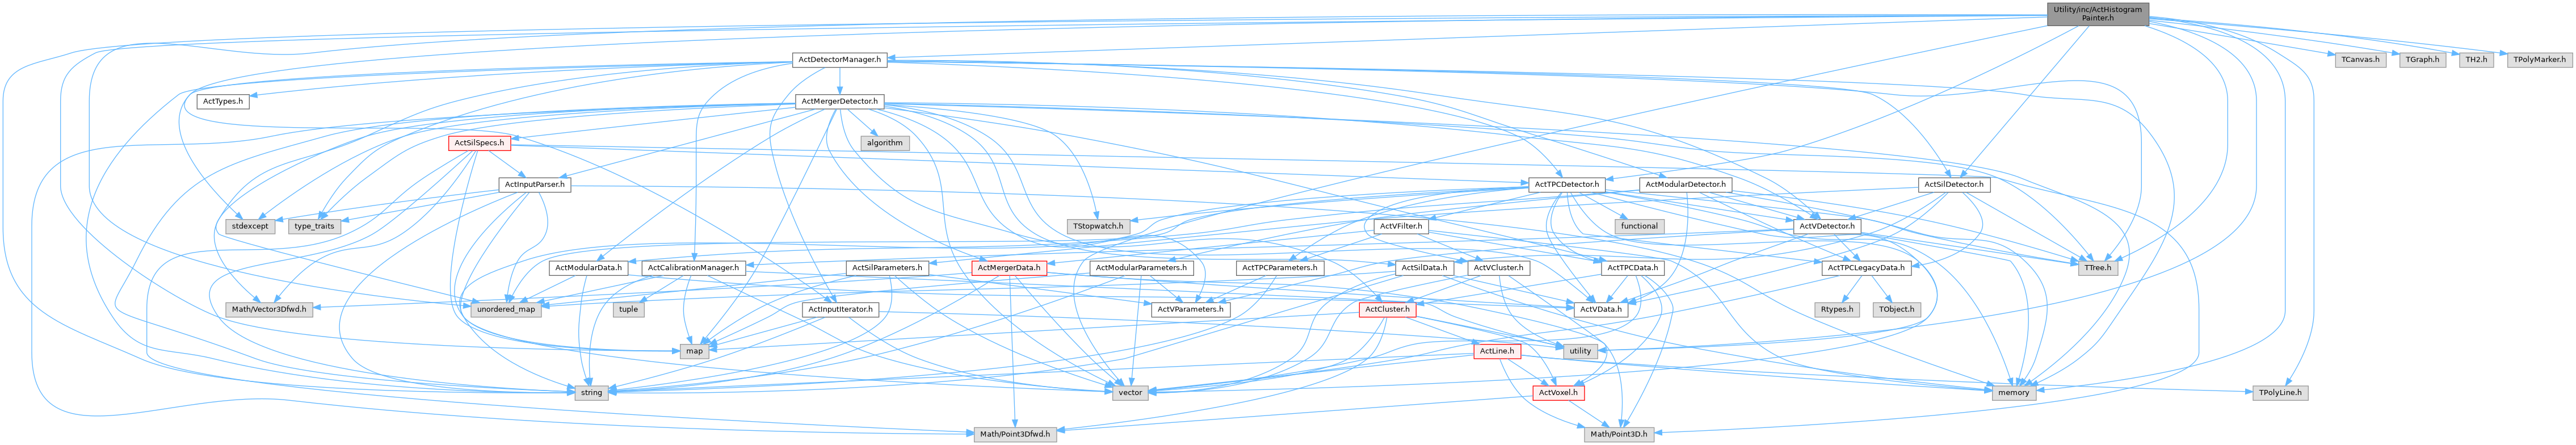 Utility/inc/ActHistogram
Painter.h
ActDetectorManager.h
TCanvas.h
TGraph.h
TH2.h
TPolyMarker.h
ActTypes.h
ActMergerDetector.h
algorithm
ActSilSpecs.h
ActInputParser.h
ActTPCDetector.h
ActModularDetector.h
ActSilDetector.h
stdexcept
type_traits
TStopwatch.h
ActVFilter.h
functional
ActVDetector.h
ActModularData.h
ActCalibrationManager.h
ActSilParameters.h
ActMergerData.h
ActModularParameters.h
ActTPCParameters.h
ActSilData.h
ActVCluster.h
ActTPCData.h
ActTPCLegacyData.h
TTree.h
Math/Vector3Dfwd.h
unordered_map
tuple
ActInputIterator.h
ActVParameters.h
ActCluster.h
ActVData.h
Rtypes.h
TObject.h
map
ActLine.h
utility
string
vector
ActVoxel.h
memory
TPolyLine.h
Math/Point3Dfwd.h
Math/Point3D.h